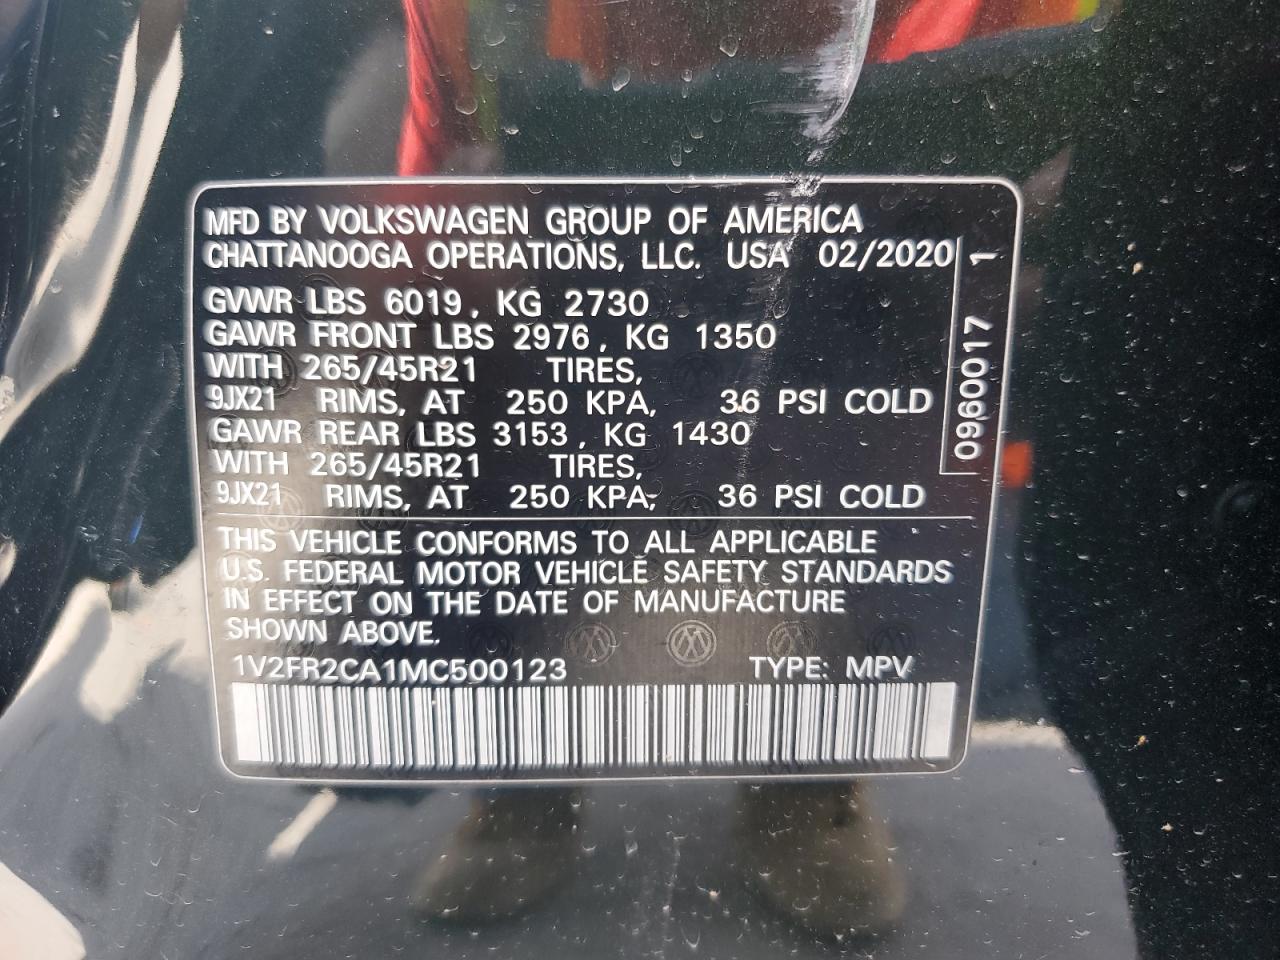 MFD BY VOLKSWAGEN GROUP OF AMERICA
CHATTANOOGA OPERATIONS, LLC. USA 02/2020
GVWR LBS 6019, KG 2730
GAWR FRONT LBS 2976, KG 1350
WITH 265/45R21 TIRES,
9JX21 RIMS, AT 250 KPA, 36 PSI COLD
GAWR REAR LBS 3153, KG 1430
WITH 265/45R21 TIRES,
9JX21 RIMS, AT 250 KPA, 36 PSI COLD
0960017 1
THIS VEHICLE CONFORMS TO ALL APPLICABLE
U.S. FEDERAL MOTOR VEHICLE SAFETY STANDARDS
IN EFFECT ON THE DATE OF MANUFACTURE
SHOWN ABOVE.
1V2FR2CA1MC500123 TYPE: MPV